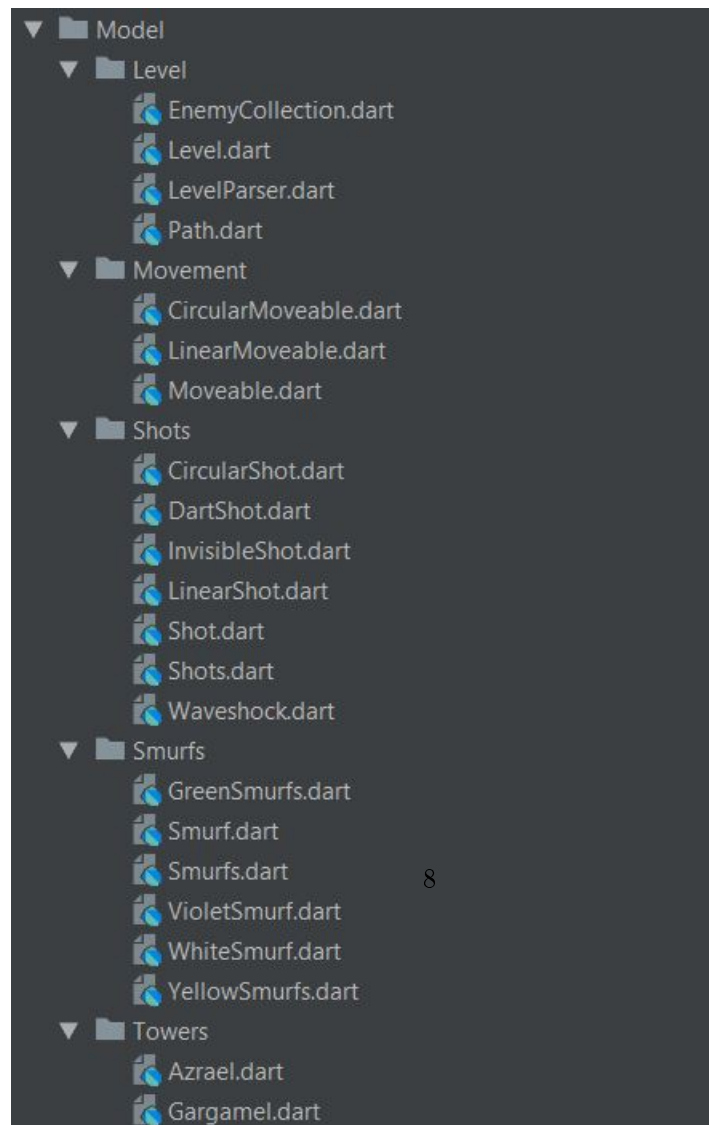 Model
Level
EnemyCollection.dart
Level.dart
LevelParser.dart
Path.dart
Movement
CircularMoveable.dart
LinearMoveable.dart
Moveable.dart
Shots
CircularShot.dart
DartShot.dart
InvisibleShot.dart
LinearShot.dart
Shot.dart
Shots.dart
Waveshock.dart
Smurfs
GreenSmurfs.dart
Smurf.dart
Smurfs.dart 8
VioletSmurf.dart
WhiteSmurf.dart
YellowSmurfs.dart
Towers
Azrael.dart
Gargamel.dart